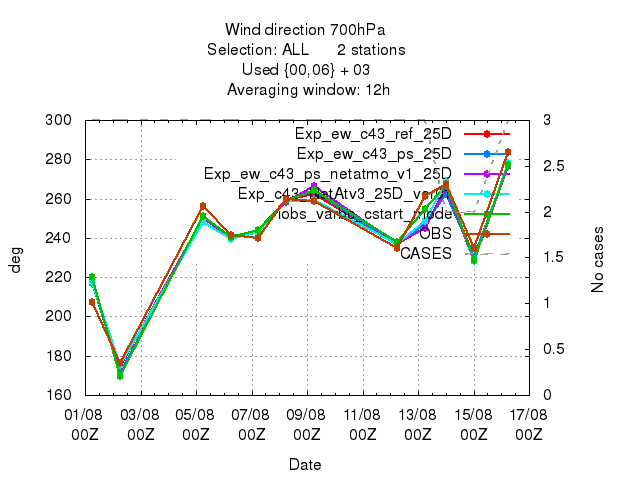 Wind direction 700hPa
Selection: ALL 2 stations
Used {00,06} + 03
Averaging window: 12h
300
280
260
240
220
200
180
160
deg
3
2.5
2
1.5
1
0.5
0
No cases
Exp_ew_c43_ref_25D
Exp_ew_c43_ps_25D
Exp_ew_c43_ps_netatmo_v1_25D
OBS
CASES
01/08 03/08 05/08 07/08 09/08 11/08 13/08 15/08 17/08
00Z 00Z 00Z 00Z 00Z 00Z 00Z 00Z 00Z
Date